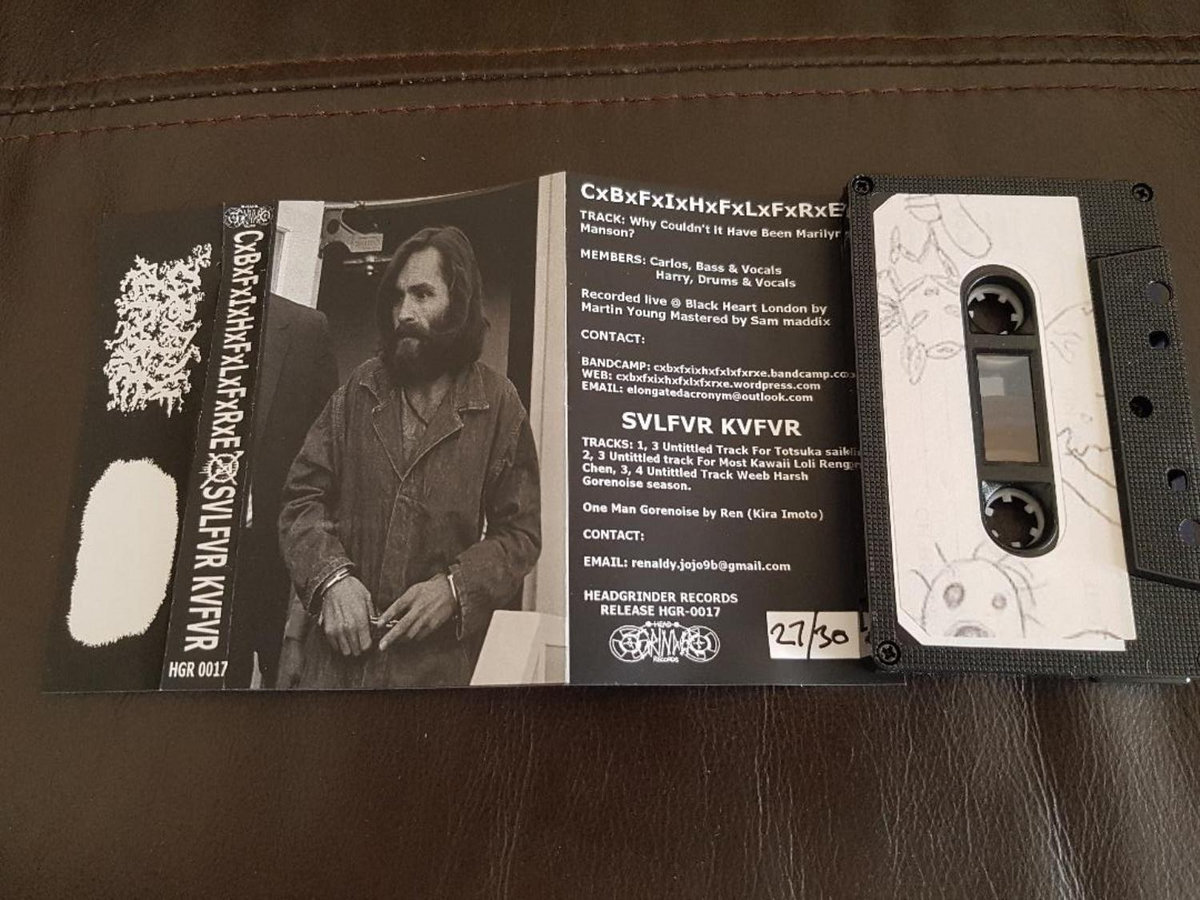 CxBxFxIxHxFxLxFxRxE
SVLFVR KVFVR
HGR 0017
CxBxFxIxHxFxLxFxRxE
TRACK: Why Couldn't It Have Been Marilyn
Manson?
MEMBERS: Carlos, Bass & Vocals
Harry, Drums & Vocals
Recorded live @ Black Heart London by
Martin Young Mastered by Sam maddix
CONTACT:
BANDCAMP: cxbxfxixhxfxlxfxrxe.bandcamp.co
WEB: cxbxfxixhxfxlxfxrxe.wordpress.com
EMAIL: elongatedacronym@outlook.com
SVLFVR KVFVR
TRACKS: 1, 3 Untittled Track For Totsuka
2, 3 Untittled track For Most Kawaii Loli
Chen, 3, 4 Untittled Track Weeb Harsh
Gorenoise season.
One Man Gorenoise by Ren (Kira Imoto)
CONTACT:
EMAIL: renaldy.jojo9b@gmail.com
HEADGRINDER RECORDS
RELEASE HGR-0017
HEAD
GRINDER
RECORDS
27/30